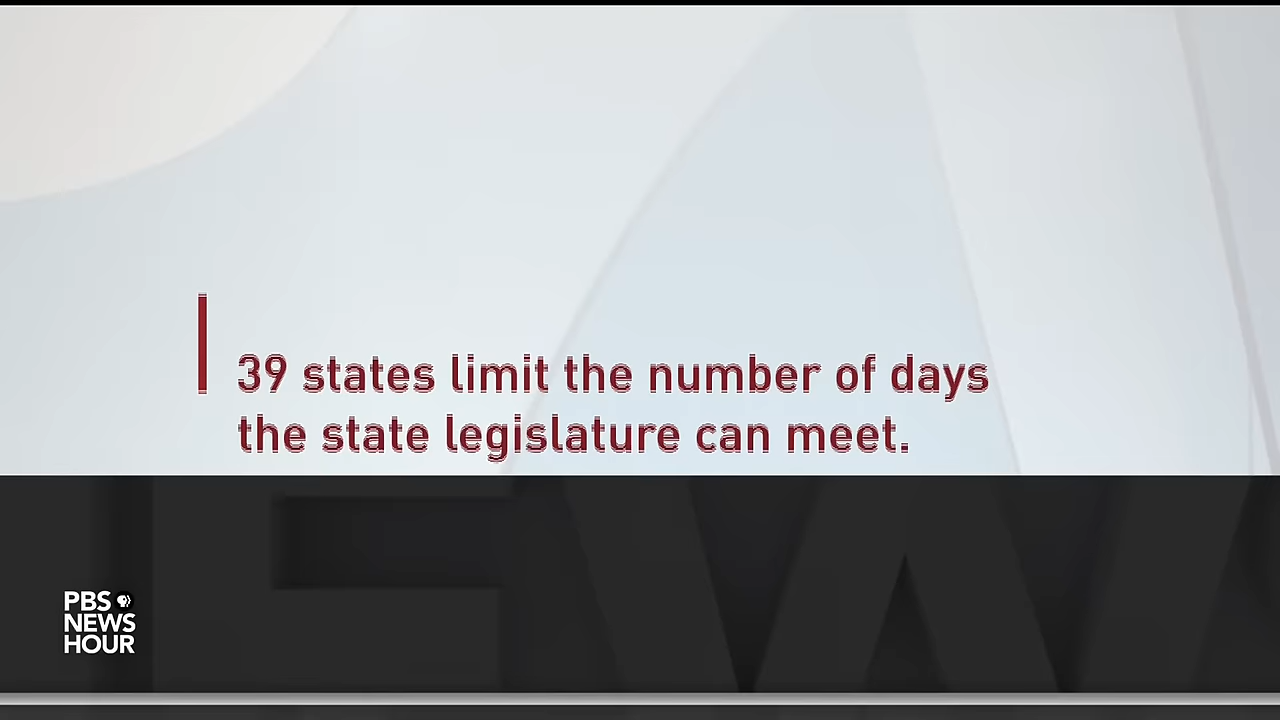 39 states limit the number of days
the state legislature can meet.
PBS
NEWS
HOUR